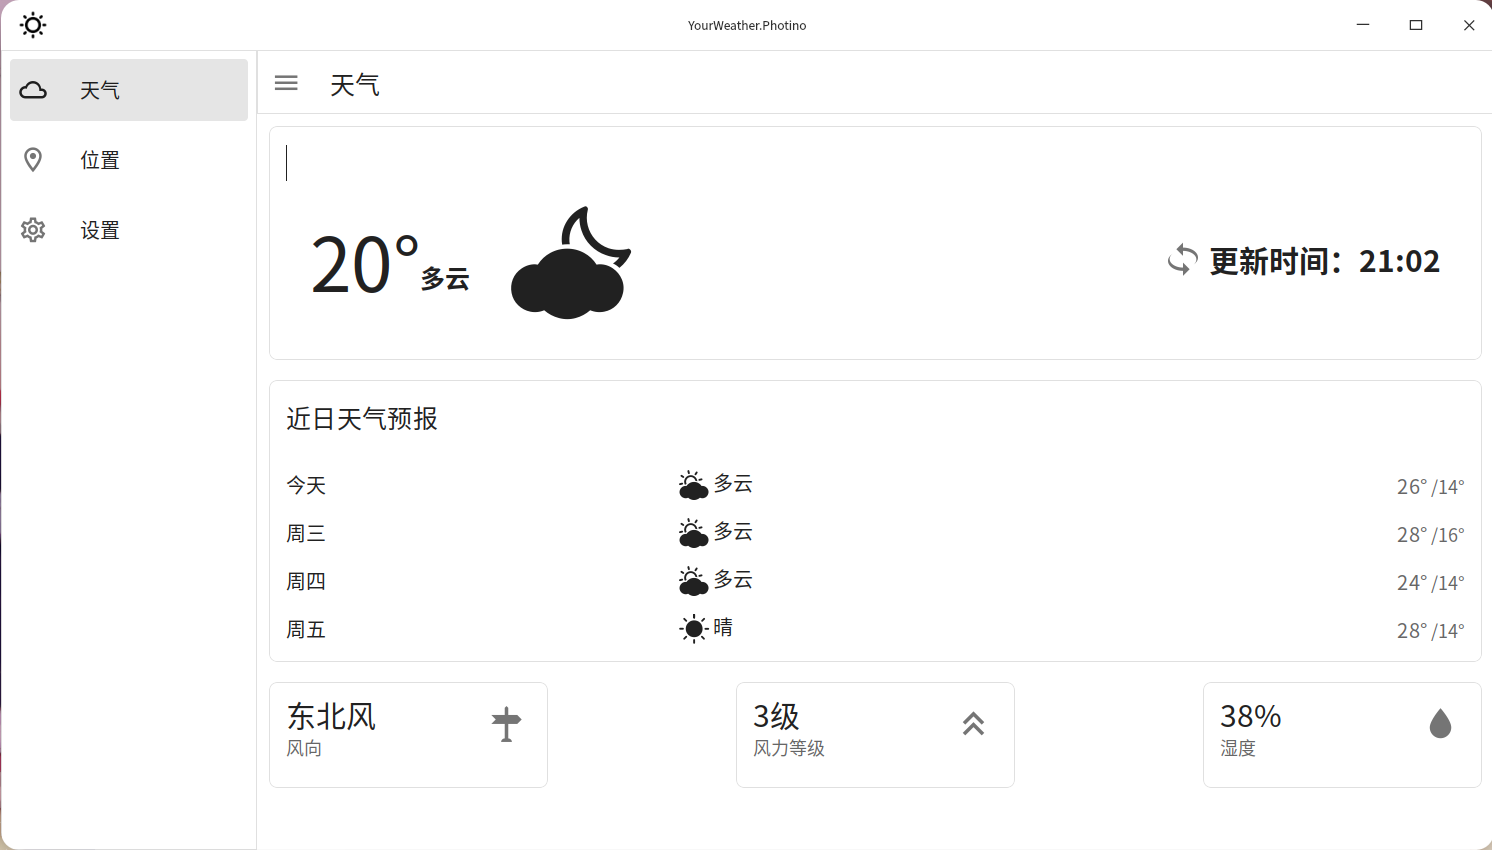 YourWeather.Photino
天气
位置
设置
天气
20°
多云
更新时间：21:02
近日天气预报
今天 多云 26° /14°
周三 多云 28° /16°
周四 多云 24° /14°
周五 晴 28° /14°
东北风
风向
3级
风力等级
38%
湿度